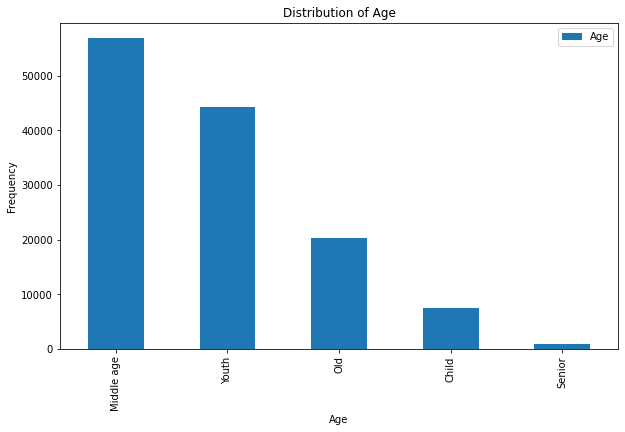 Distribution of Age
Age
Frequency
50000
40000
30000
20000
10000
0
Middle age
Youth
Old
Child
Senior
Age